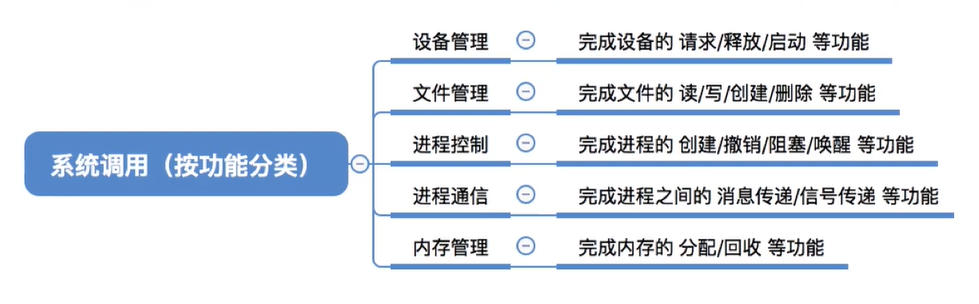 设备管理 完成设备的 请求/释放/启动 等功能
文件管理 完成文件的 读/写/创建/删除 等功能
系统调用（按功能分类）
进程控制 完成进程的 创建/撤销/阻塞/唤醒 等功能
进程通信 完成进程之间的 消息传递/信号传递 等功能
内存管理 完成内存的 分配/回收 等功能